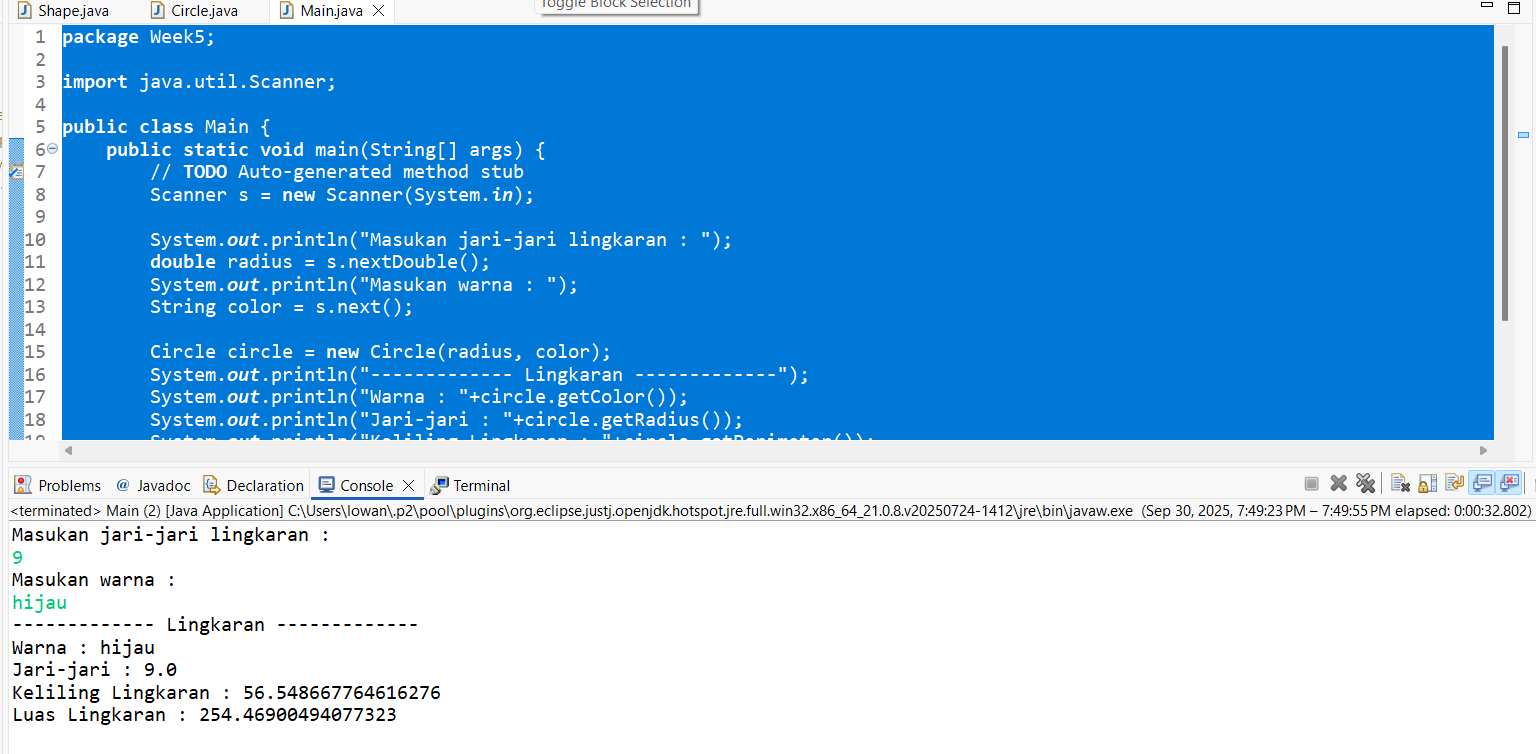 Toggle Block Selection
Shape.java Circle.java Main.java
1 package Week5;
2
3 import java.util.Scanner;
4
5 public class Main {
6 public static void main(String[] args) {
7 // TODO Auto-generated method stub
8 Scanner s = new Scanner(System.in);
9
10 System.out.println("Masukan jari-jari lingkaran : ");
11 double radius = s.nextDouble();
12 System.out.println("Masukan warna : ");
13 String color = s.next();
14
15 Circle circle = new Circle(radius, color);
16 System.out.println("------------- Lingkaran -------------");
17 System.out.println("Warna : "+circle.getColor());
18 System.out.println("Jari-jari : "+circle.getRadius());
19 System.out.println("Keliling Lingkaran : "+circle.getPerimeter());
Problems @ Javadoc Declaration Console Terminal
<terminated> Main (2) [Java Application] C:\Users\lowan\.p2\pool\plugins\org.eclipse.justj.openjdk.hotspot.jre.full.win32.x86_64_21.0.8.v20250724-1412\jre\bin\javaw.exe (Sep 30, 2025, 7:49:23 PM – 7:49:55 PM elapsed: 0:00:32.802)
Masukan jari-jari lingkaran :
9
Masukan warna :
hijau
------------- Lingkaran -------------
Warna : hijau
Jari-jari : 9.0
Keliling Lingkaran : 56.548667764616276
Luas Lingkaran : 254.46900494077323